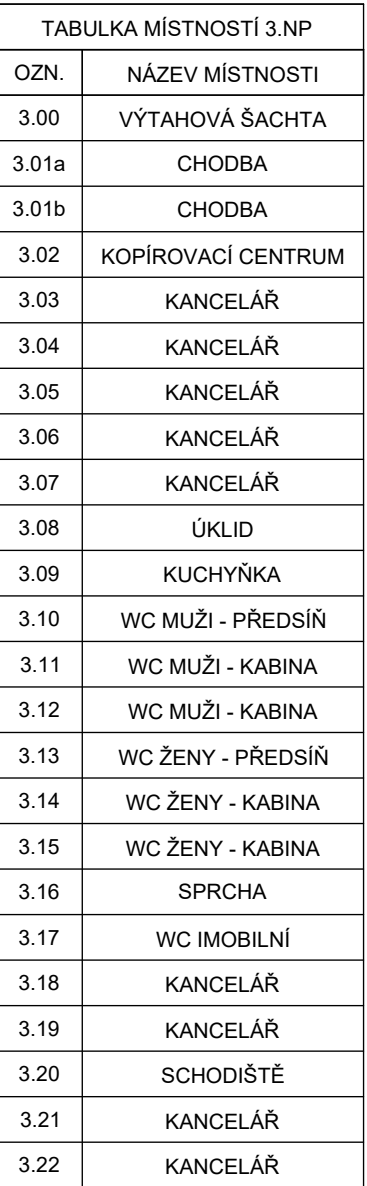 TABULKA MÍSTNOSTÍ 3.NP
OZN. NÁZEV MÍSTNOSTI
3.00 VÝTAHOVÁ ŠACHTA
3.01a CHODBA
3.01b CHODBA
3.02 KOPÍROVACÍ CENTRUM
3.03 KANCELÁŘ
3.04 KANCELÁŘ
3.05 KANCELÁŘ
3.06 KANCELÁŘ
3.07 KANCELÁŘ
3.08 ÚKLID
3.09 KUCHYŇKA
3.10 WC MUŽI - PŘEDSÍŇ
3.11 WC MUŽI - KABINA
3.12 WC MUŽI - KABINA
3.13 WC ŽENY - PŘEDSÍŇ
3.14 WC ŽENY - KABINA
3.15 WC ŽENY - KABINA
3.16 SPRCHA
3.17 WC IMOBILNÍ
3.18 KANCELÁŘ
3.19 KANCELÁŘ
3.20 SCHODIŠTĚ
3.21 KANCELÁŘ
3.22 KANCELÁŘ